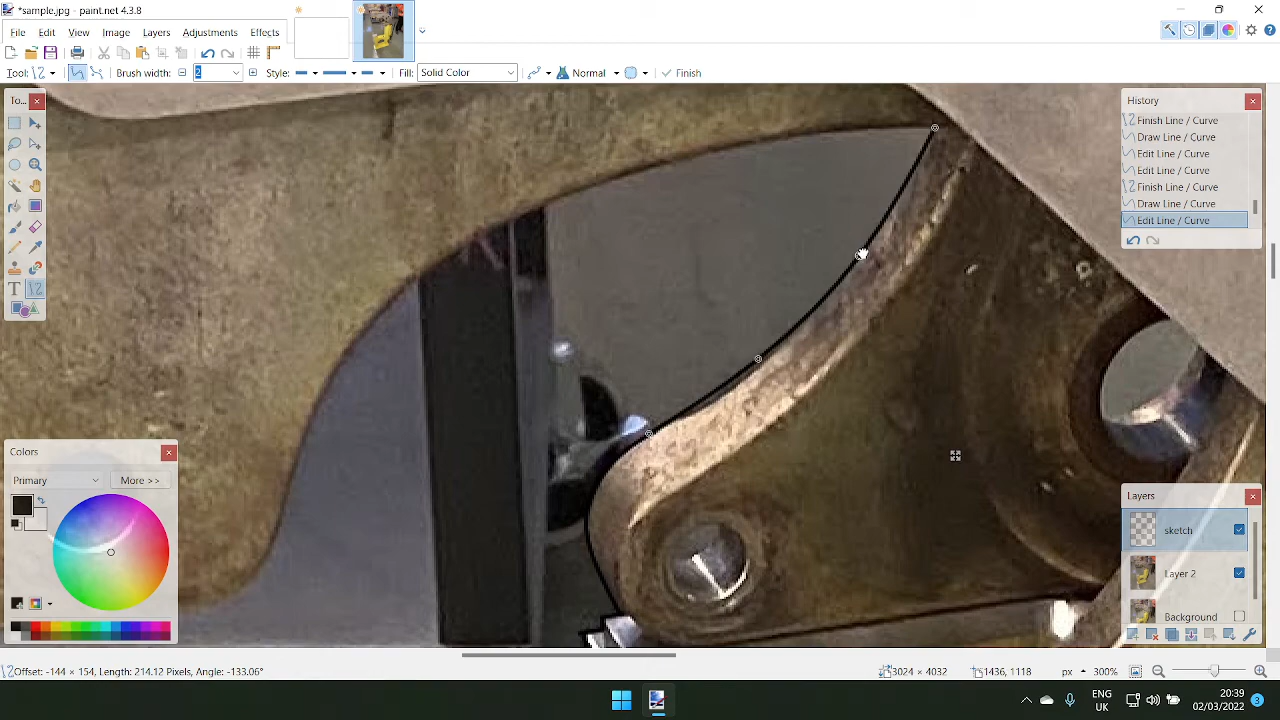 *sample.jpg - paint.net 4.3.8
File Edit View Image Layers Adjustments Effects
Tool: Brush width: 2 Style: Fill: Solid Color Normal Finish
To...
History
Finish Line / Curve
Draw Line / Curve
Edit Line / Curve
Edit Line / Curve
Finish Line / Curve
Draw Line / Curve
Edit Line / Curve
Colors
Primary More >>
Layers
sketch
Layer 2
Background
Offset: -144 × 154, Length: 214.12 Pixels, Angle: -133.06° 3024 × 4032 1436, 1118 px 300%
ENG
UK
20:39
02/03/2022
3